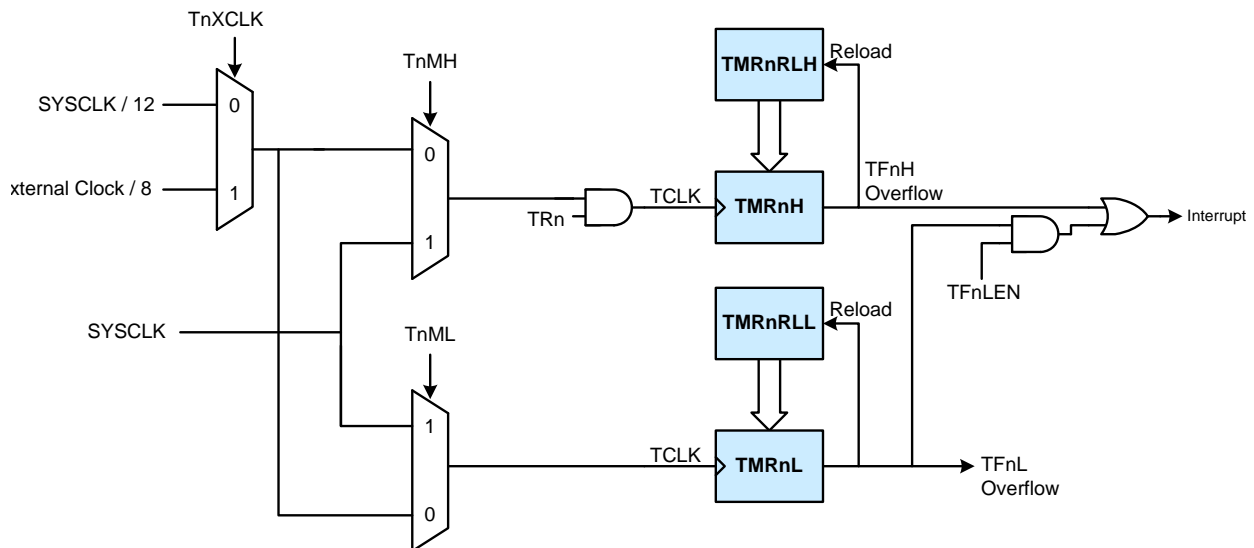 TnXCLK
TnMH
SYSCLK / 12
0
xternal Clock / 8
1
0
1
TRn
TCLK
TMRnRLH
Reload
TMRnH
TFnH
Overflow
Interrupt
TFnLEN
SYSCLK
TnML
1
0
TCLK
TMRnRLL
Reload
TMRnL
TFnL
Overflow